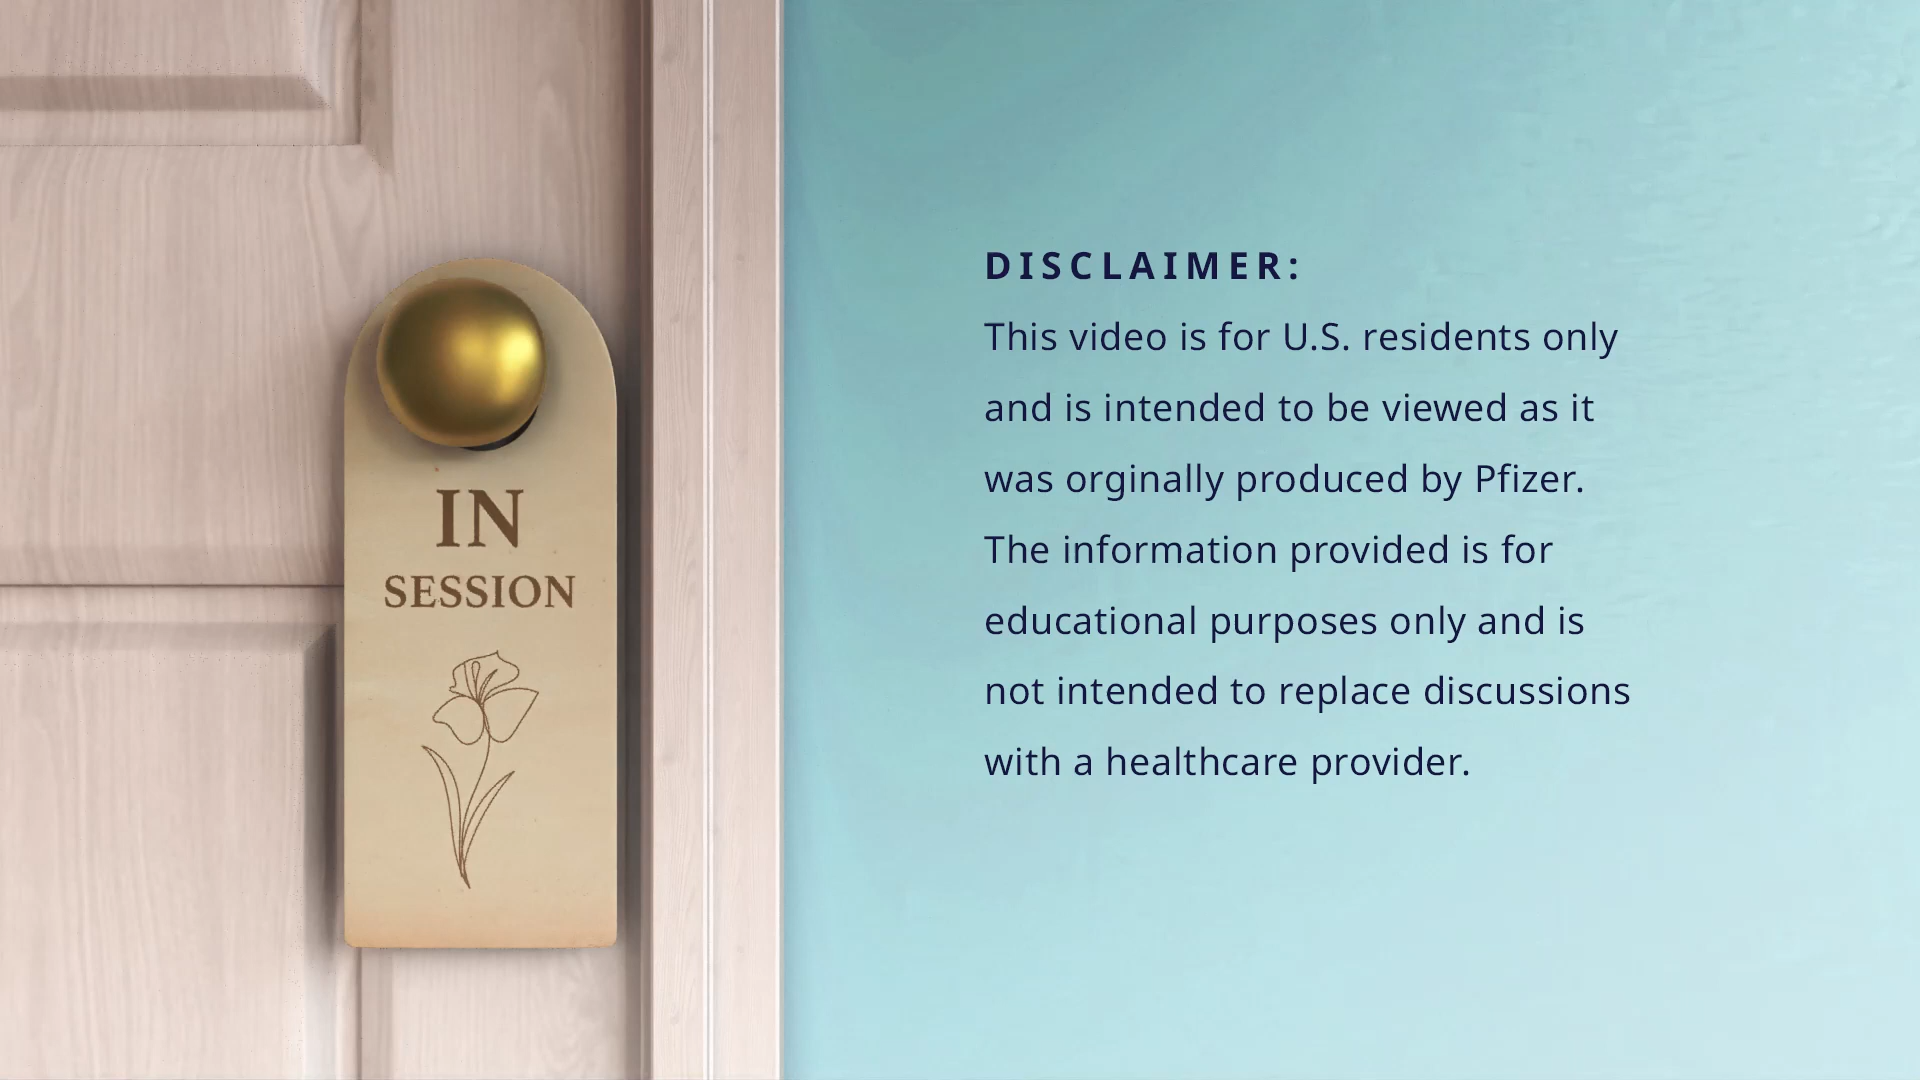 IN
SESSION
DISCLAIMER:
This video is for U.S. residents only
and is intended to be viewed as it
was orginally produced by Pfizer.
The information provided is for
educational purposes only and is
not intended to replace discussions
with a healthcare provider.